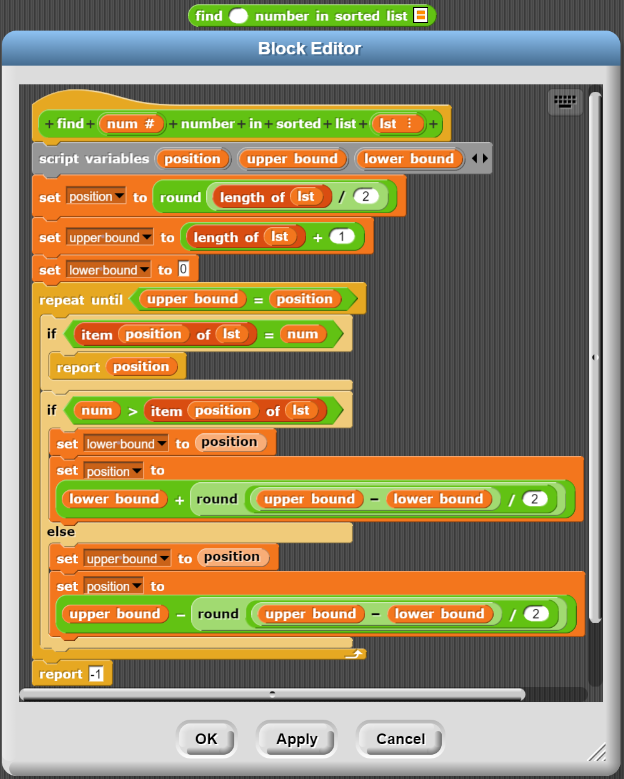 find number in sorted list
Block Editor
+ find + num # + number + in + sorted + list + lst ⋮ +
script variables position upper bound lower bound
set position to round length of lst / 2
set upper bound to length of lst + 1
set lower bound to 0
repeat until upper bound = position
if item position of lst = num
report position
if num > item position of lst
set lower bound to position
set position to
lower bound + round upper bound − lower bound / 2
else
set upper bound to position
set position to
upper bound − round upper bound − lower bound / 2
report -1
OK Apply Cancel